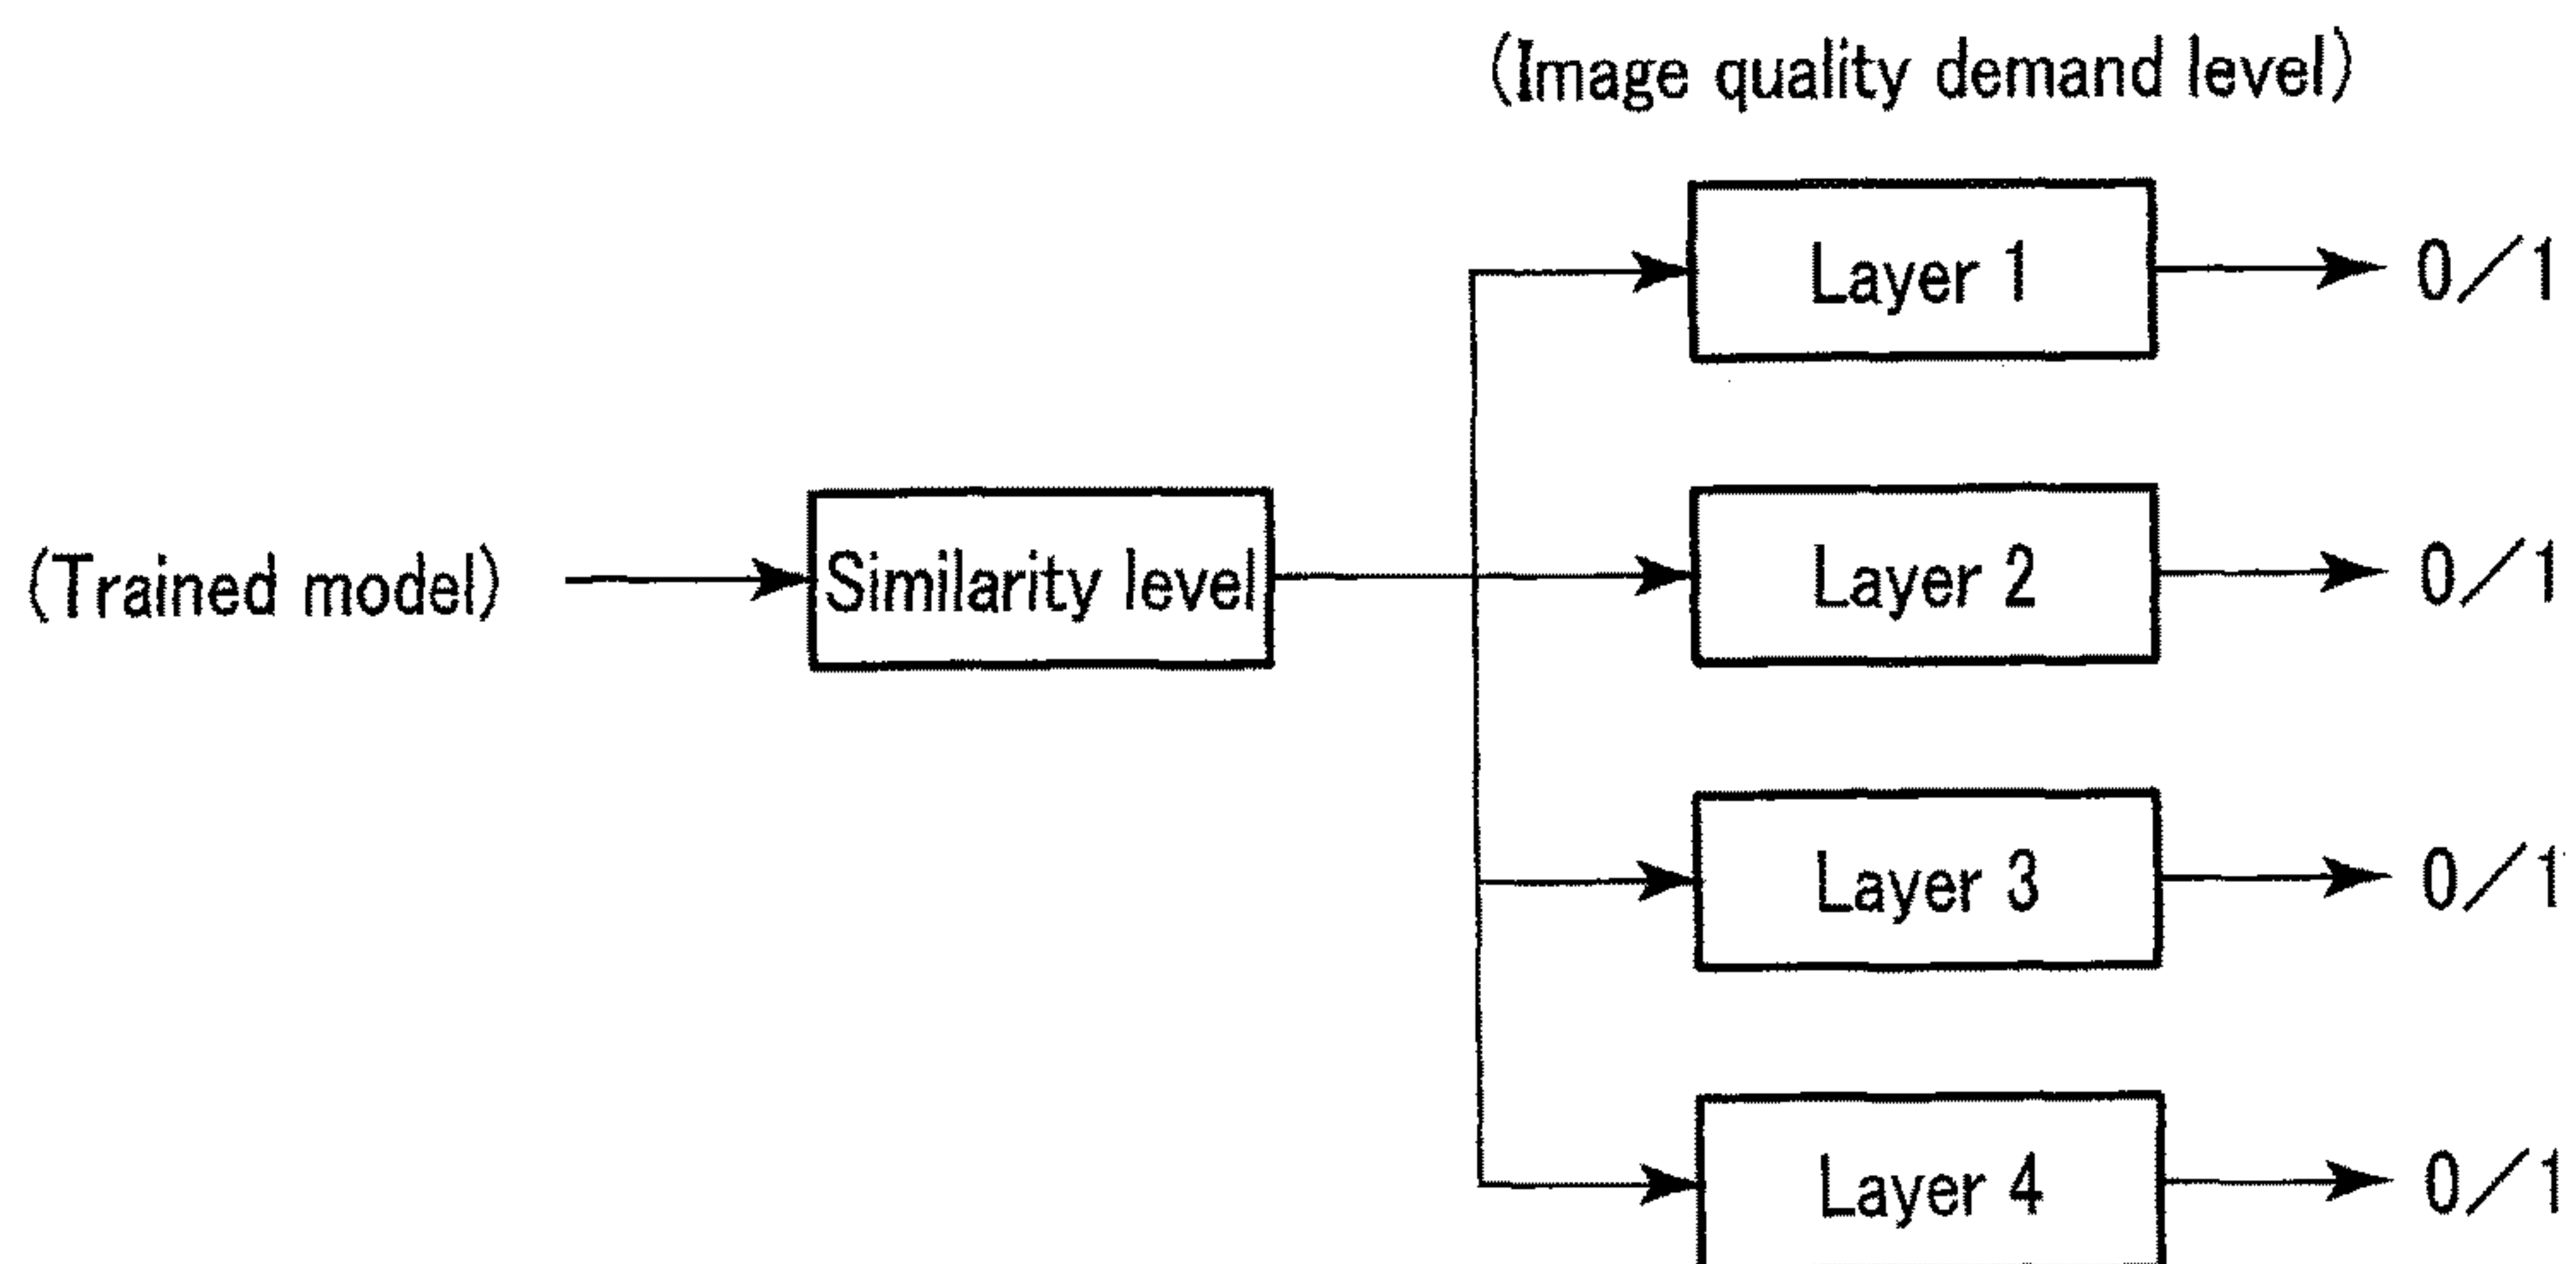 (Image quality demand level)
Layer 1
0/1
(Trained model)
Similarity level
Layer 2
0/1
Layer 3
0/1
Layer 4
0/1